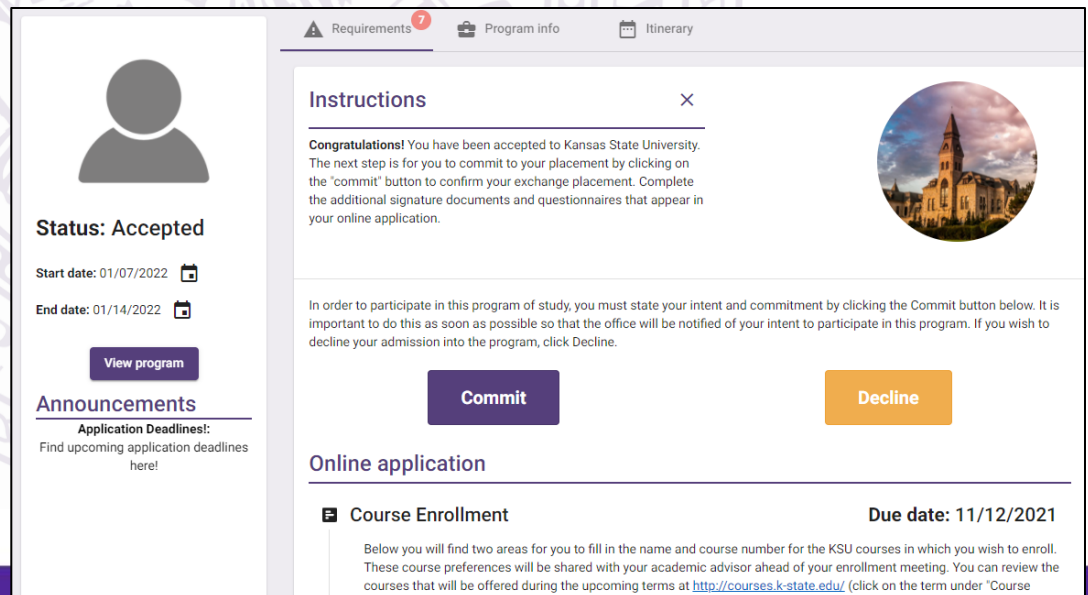 Requirements 7
Program info
Itinerary
Status: Accepted
Start date: 01/07/2022
End date: 01/14/2022
View program
Announcements
Application Deadlines!:
Find upcoming application deadlines
here!
Instructions
Congratulations! You have been accepted to Kansas State University.
The next step is for you to commit to your placement by clicking on
the "commit" button to confirm your exchange placement. Complete
the additional signature documents and questionnaires that appear in
your online application.
In order to participate in this program of study, you must state your intent and commitment by clicking the Commit button below. It is
important to do this as soon as possible so that the office will be notified of your intent to participate in this program. If you wish to
decline your admission into the program, click Decline.
Commit
Decline
Online application
Course Enrollment
Due date: 11/12/2021
Below you will find two areas for you to fill in the name and course number for the KSU courses in which you wish to enroll.
These course preferences will be shared with your academic advisor ahead of your enrollment meeting. You can review the
courses that will be offered during the upcoming terms at http://courses.k-state.edu/ (click on the term under "Course